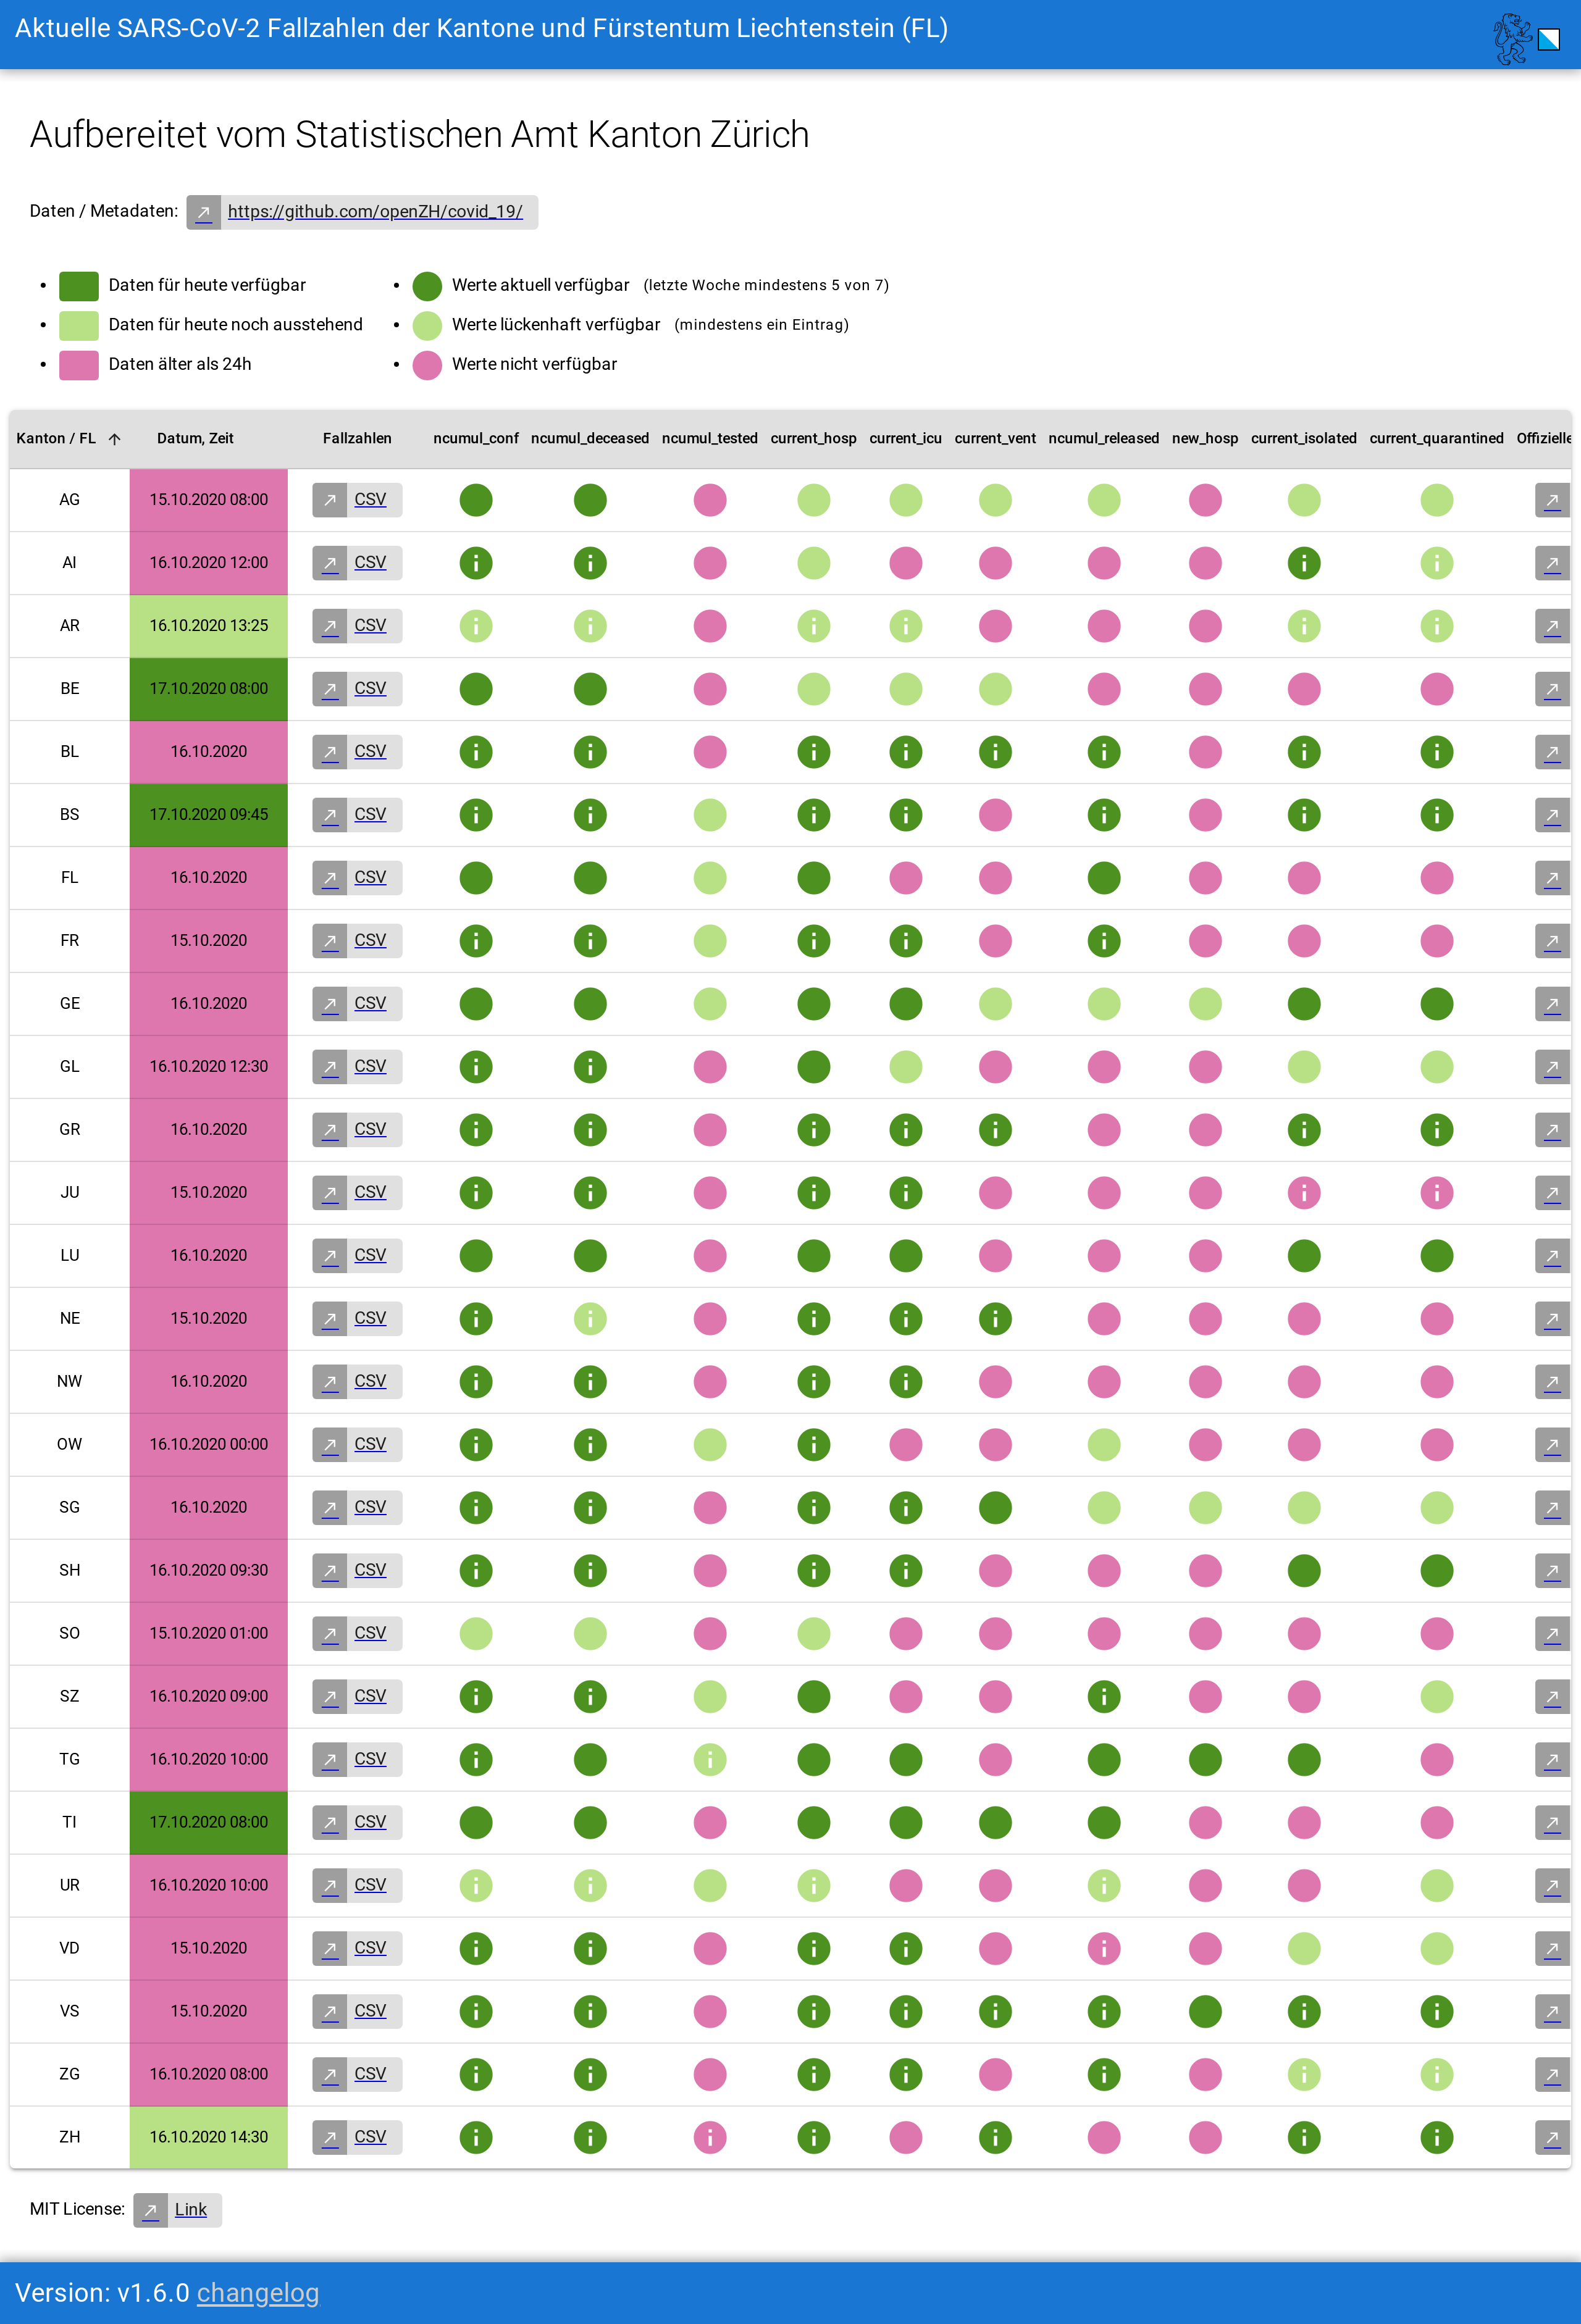 Aktuelle SARS-CoV-2 Fallzahlen der Kantone und Fürstentum Liechtenstein (FL)
Aufbereitet vom Statistischen Amt Kanton Zürich
Daten / Metadaten: https://github.com/openZH/covid_19/
Daten für heute verfügbar
Daten für heute noch ausstehend
Daten älter als 24h
Werte aktuell verfügbar (letzte Woche mindestens 5 von 7)
Werte lückenhaft verfügbar (mindestens ein Eintrag)
Werte nicht verfügbar
Kanton / FL Datum, Zeit Fallzahlen ncumul_conf ncumul_deceased ncumul_tested current_hosp current_icu current_vent ncumul_released new_hosp current_isolated current_quarantined Offizielle
AG 15.10.2020 08:00 CSV
AI 16.10.2020 12:00 CSV
AR 16.10.2020 13:25 CSV
BE 17.10.2020 08:00 CSV
BL 16.10.2020 CSV
BS 17.10.2020 09:45 CSV
FL 16.10.2020 CSV
FR 15.10.2020 CSV
GE 16.10.2020 CSV
GL 16.10.2020 12:30 CSV
GR 16.10.2020 CSV
JU 15.10.2020 CSV
LU 16.10.2020 CSV
NE 15.10.2020 CSV
NW 16.10.2020 CSV
OW 16.10.2020 00:00 CSV
SG 16.10.2020 CSV
SH 16.10.2020 09:30 CSV
SO 15.10.2020 01:00 CSV
SZ 16.10.2020 09:00 CSV
TG 16.10.2020 10:00 CSV
TI 17.10.2020 08:00 CSV
UR 16.10.2020 10:00 CSV
VD 15.10.2020 CSV
VS 15.10.2020 CSV
ZG 16.10.2020 08:00 CSV
ZH 16.10.2020 14:30 CSV
MIT License: Link
Version: v1.6.0 changelog